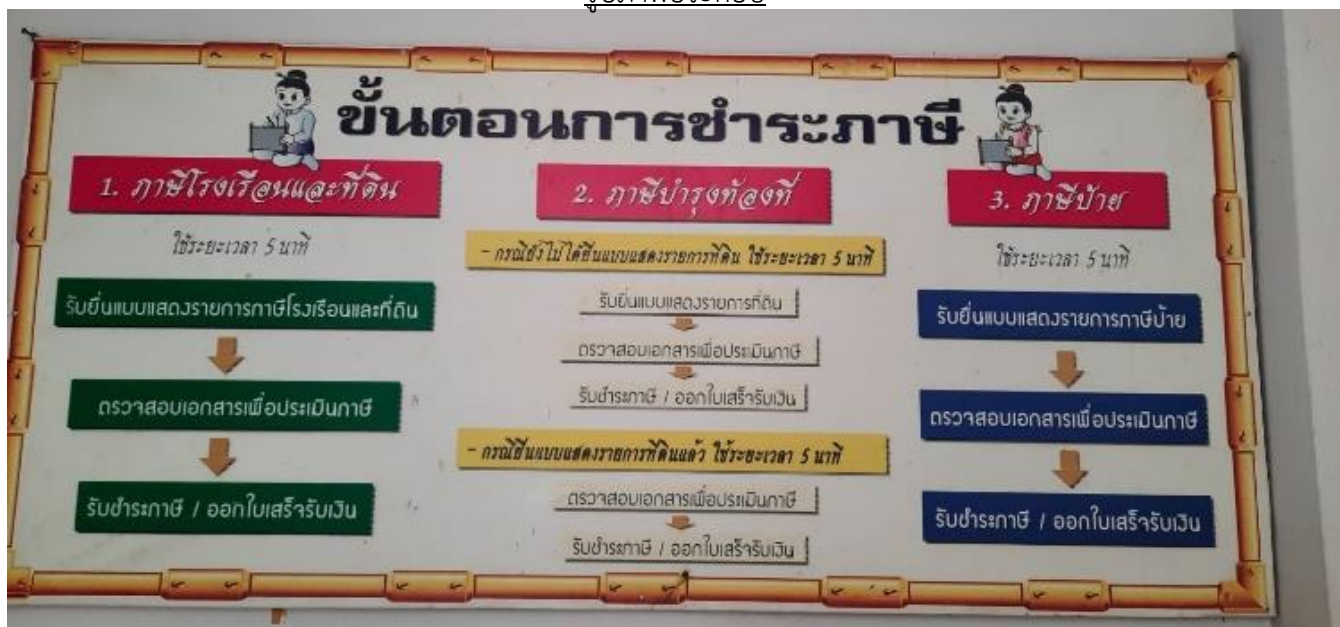 ขั้นตอนการชำระภาษี
1. ภาษีโรงเรือนและที่ดิน
ใช้ระยะเวลา 5 นาที
รับยื่นแบบแสดงรายการภาษีโรงเรือนและที่ดิน
ตรวจสอบเอกสารเพื่อประเมินภาษี
รับชำระภาษี / ออกใบเสร็จรับเงิน
2. ภาษีบำรุงท้องที่
- กรณียังไม่ได้ยื่นแบบแสดงรายการที่ดิน ใช้ระยะเวลา 5 นาที
รับยื่นแบบแสดงรายการที่ดิน
ตรวจสอบเอกสารเพื่อประเมินภาษี
รับชำระภาษี / ออกใบเสร็จรับเงิน
- กรณียื่นแบบแสดงรายการที่ดินแล้ว ใช้ระยะเวลา 5 นาที
ตรวจสอบเอกสารเพื่อประเมินภาษี
รับชำระภาษี / ออกใบเสร็จรับเงิน
3. ภาษีป้าย
ใช้ระยะเวลา 5 นาที
รับยื่นแบบแสดงรายการภาษีป้าย
ตรวจสอบเอกสารเพื่อประเมินภาษี
รับชำระภาษี / ออกใบเสร็จรับเงิน